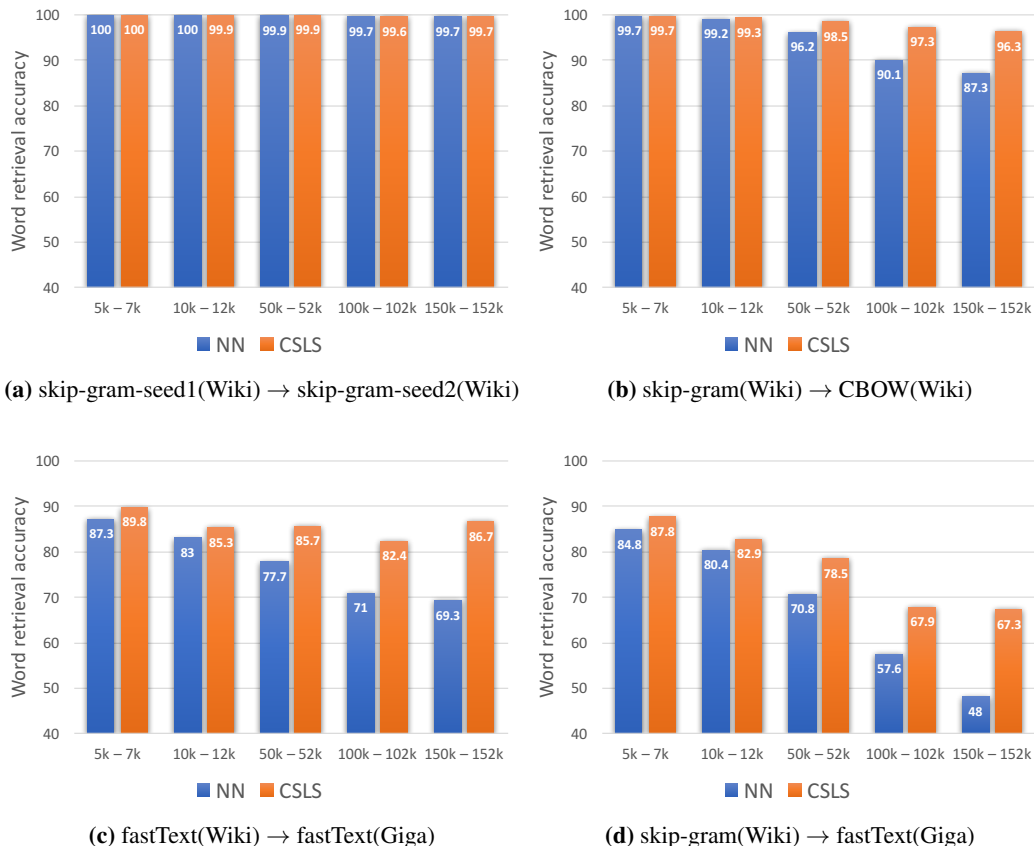 100
90
80
70
60
50
40
Word retrieval accuracy
100 100 100 99.9 99.9 99.9 99.7 99.6 99.7 99.7
5k – 7k 10k – 12k 50k – 52k 100k – 102k 150k – 152k
NN CSLS
(a) skip-gram-seed1(Wiki) → skip-gram-seed2(Wiki)
100
90
80
70
60
50
40
Word retrieval accuracy
99.7 99.7 99.2 99.3 96.2 98.5 90.1 97.3 87.3 96.3
5k – 7k 10k – 12k 50k – 52k 100k – 102k 150k – 152k
NN CSLS
(b) skip-gram(Wiki) → CBOW(Wiki)
100
90
80
70
60
50
40
Word retrieval accuracy
87.3 89.8 83 85.3 77.7 85.7 71 82.4 69.3 86.7
5k – 7k 10k – 12k 50k – 52k 100k – 102k 150k – 152k
NN CSLS
(c) fastText(Wiki) → fastText(Giga)
100
90
80
70
60
50
40
Word retrieval accuracy
84.8 87.8 80.4 82.9 70.8 78.5 57.6 67.9 48 67.3
5k – 7k 10k – 12k 50k – 52k 100k – 102k 150k – 152k
NN CSLS
(d) skip-gram(Wiki) → fastText(Giga)